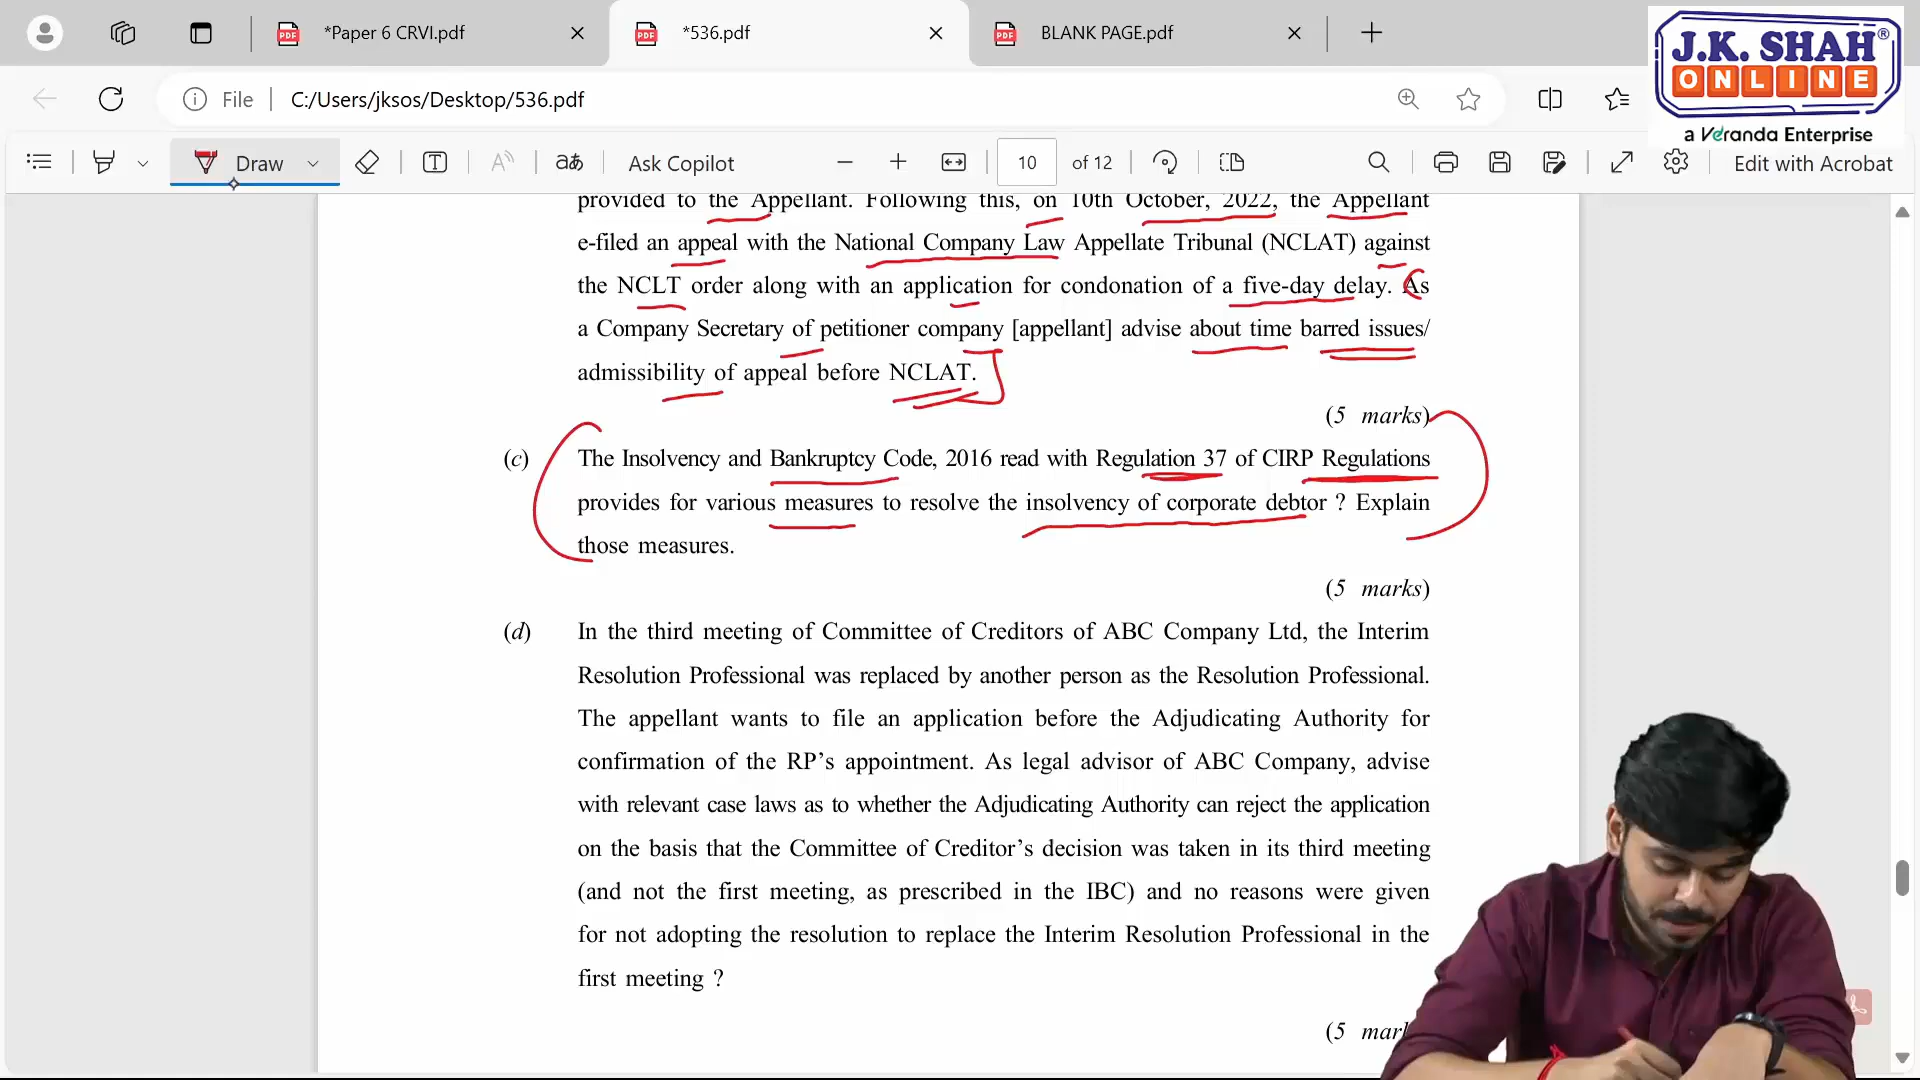 *Paper 6 CRVI.pdf
*536.pdf
BLANK PAGE.pdf
J.K. SHAH®
ONLINE
a Veranda Enterprise
File
C:/Users/jksos/Desktop/536.pdf
Draw
Ask Copilot
10 of 12
Edit with Acrobat
provided to the Appellant. Following this, on 10th October, 2022, the Appellant
e-filed an appeal with the National Company Law Appellate Tribunal (NCLAT) against
the NCLT order along with an application for condonation of a five-day delay. As
a Company Secretary of petitioner company [appellant] advise about time barred issues/
admissibility of appeal before NCLAT.
(5 marks)
(c) The Insolvency and Bankruptcy Code, 2016 read with Regulation 37 of CIRP Regulations
provides for various measures to resolve the insolvency of corporate debtor ? Explain
those measures.
(5 marks)
(d) In the third meeting of Committee of Creditors of ABC Company Ltd, the Interim
Resolution Professional was replaced by another person as the Resolution Professional.
The appellant wants to file an application before the Adjudicating Authority for
confirmation of the RP’s appointment. As legal advisor of ABC Company, advise
with relevant case laws as to whether the Adjudicating Authority can reject the application
on the basis that the Committee of Creditor’s decision was taken in its third meeting
(and not the first meeting, as prescribed in the IBC) and no reasons were given
for not adopting the resolution to replace the Interim Resolution Professional in the
first meeting ?
(5 mar